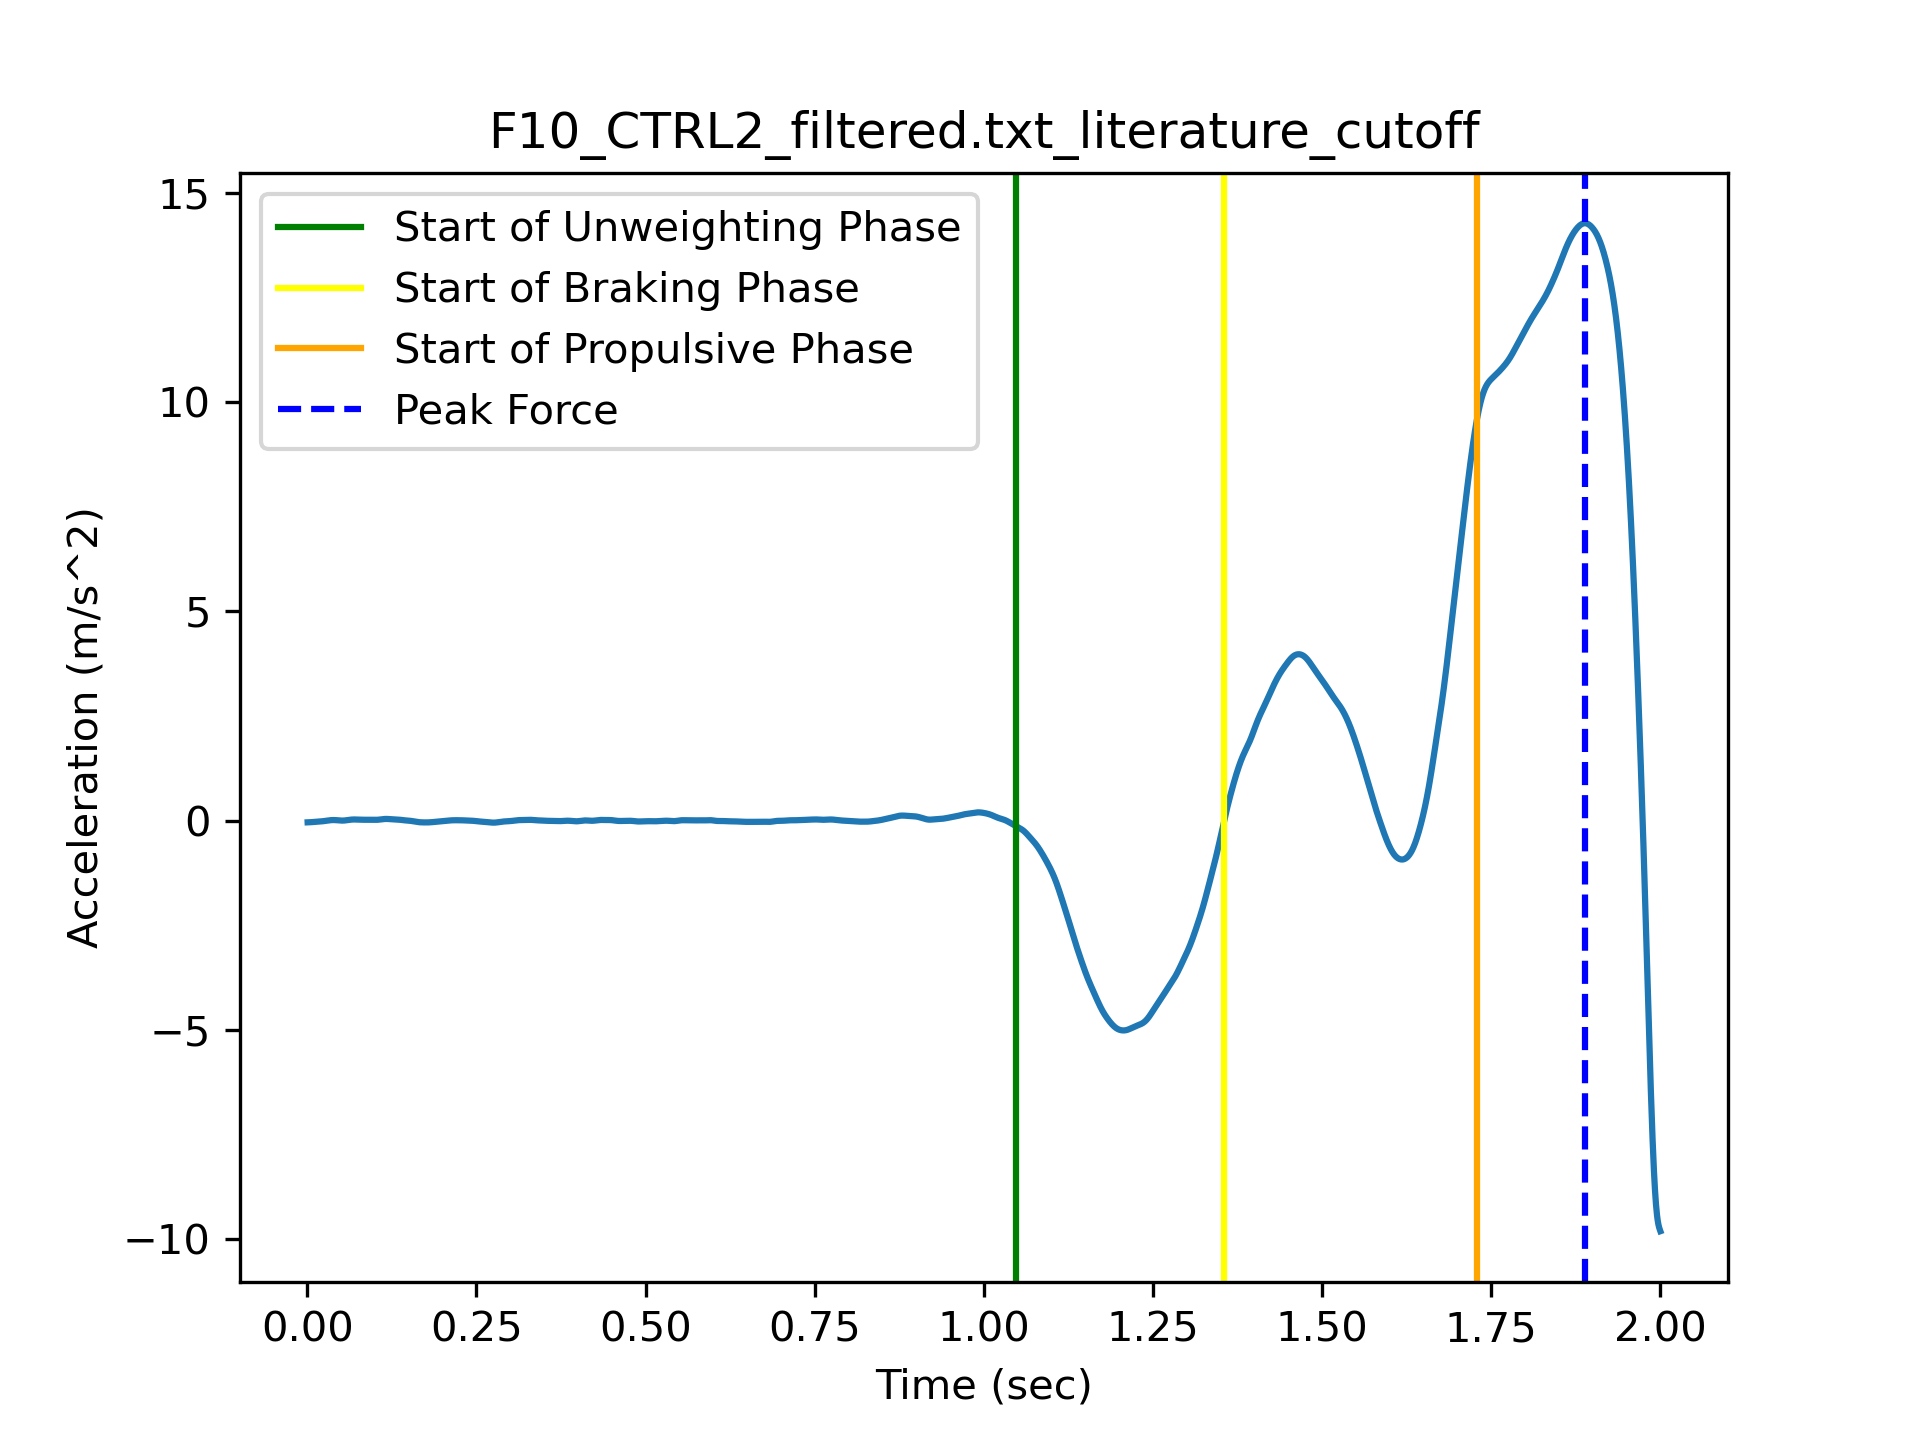 F10_CTRL2_filtered.txt_literature_cutoff
15
10
5
0
−5
−10
Acceleration (m/s^2)
Start of Unweighting Phase
Start of Braking Phase
Start of Propulsive Phase
Peak Force
0.00 0.25 0.50 0.75 1.00 1.25 1.50 1.75 2.00
Time (sec)